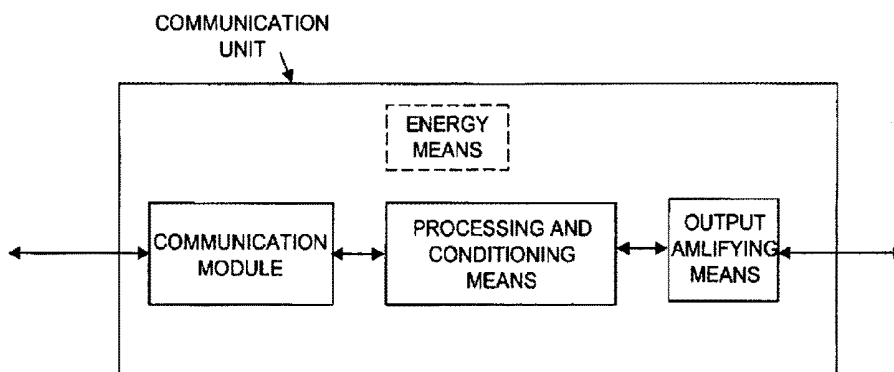 COMMUNICATION
UNIT
ENERGY
MEANS
COMMUNICATION
MODULE
PROCESSING AND
CONDITIONING
MEANS
OUTPUT
AMLIFYING
MEANS